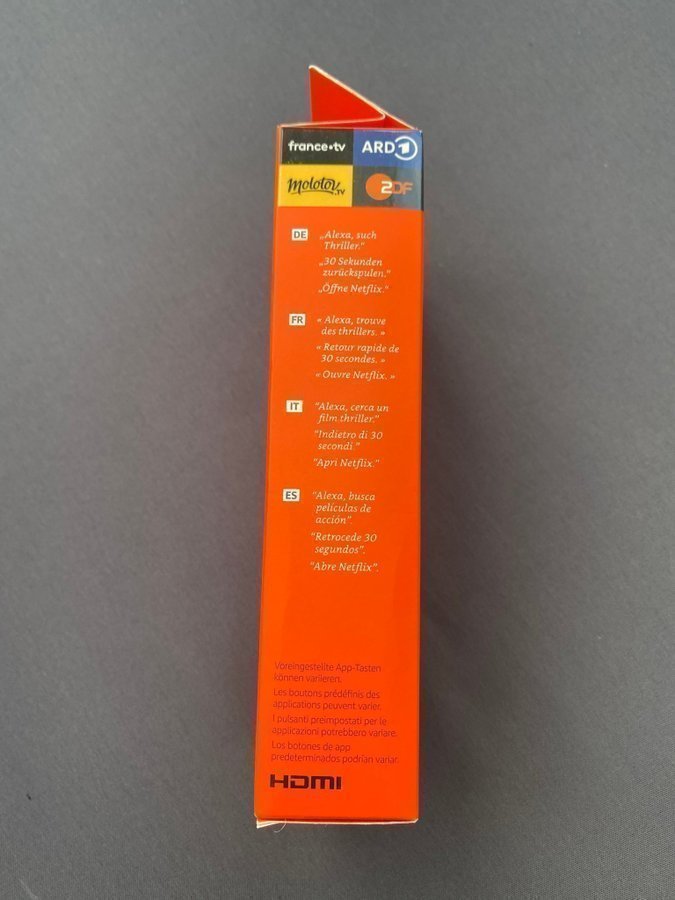 france•tv ARD 1
molotov.TV 2DF
DE „Alexa, such
Thriller.“
„30 Sekunden
zurückspulen.“
„Öffne Netflix.“
FR « Alexa, trouve
des thrillers. »
« Retour rapide de
30 secondes. »
« Ouvre Netflix. »
IT “Alexa, cerca un
film thriller.”
“Indietro di 30
secondi.”
“Apri Netflix.”
ES “Alexa, busca
películas de
acción”.
“Retrocede 30
segundos”.
“Abre Netflix”.
Voreingestellte App-Tasten
können variieren.
Les boutons prédéfinis des
applications peuvent varier.
I pulsanti preimpostati per le
applicazioni potrebbero variare.
Los botones de app
predeterminados podrían variar.
HDMI